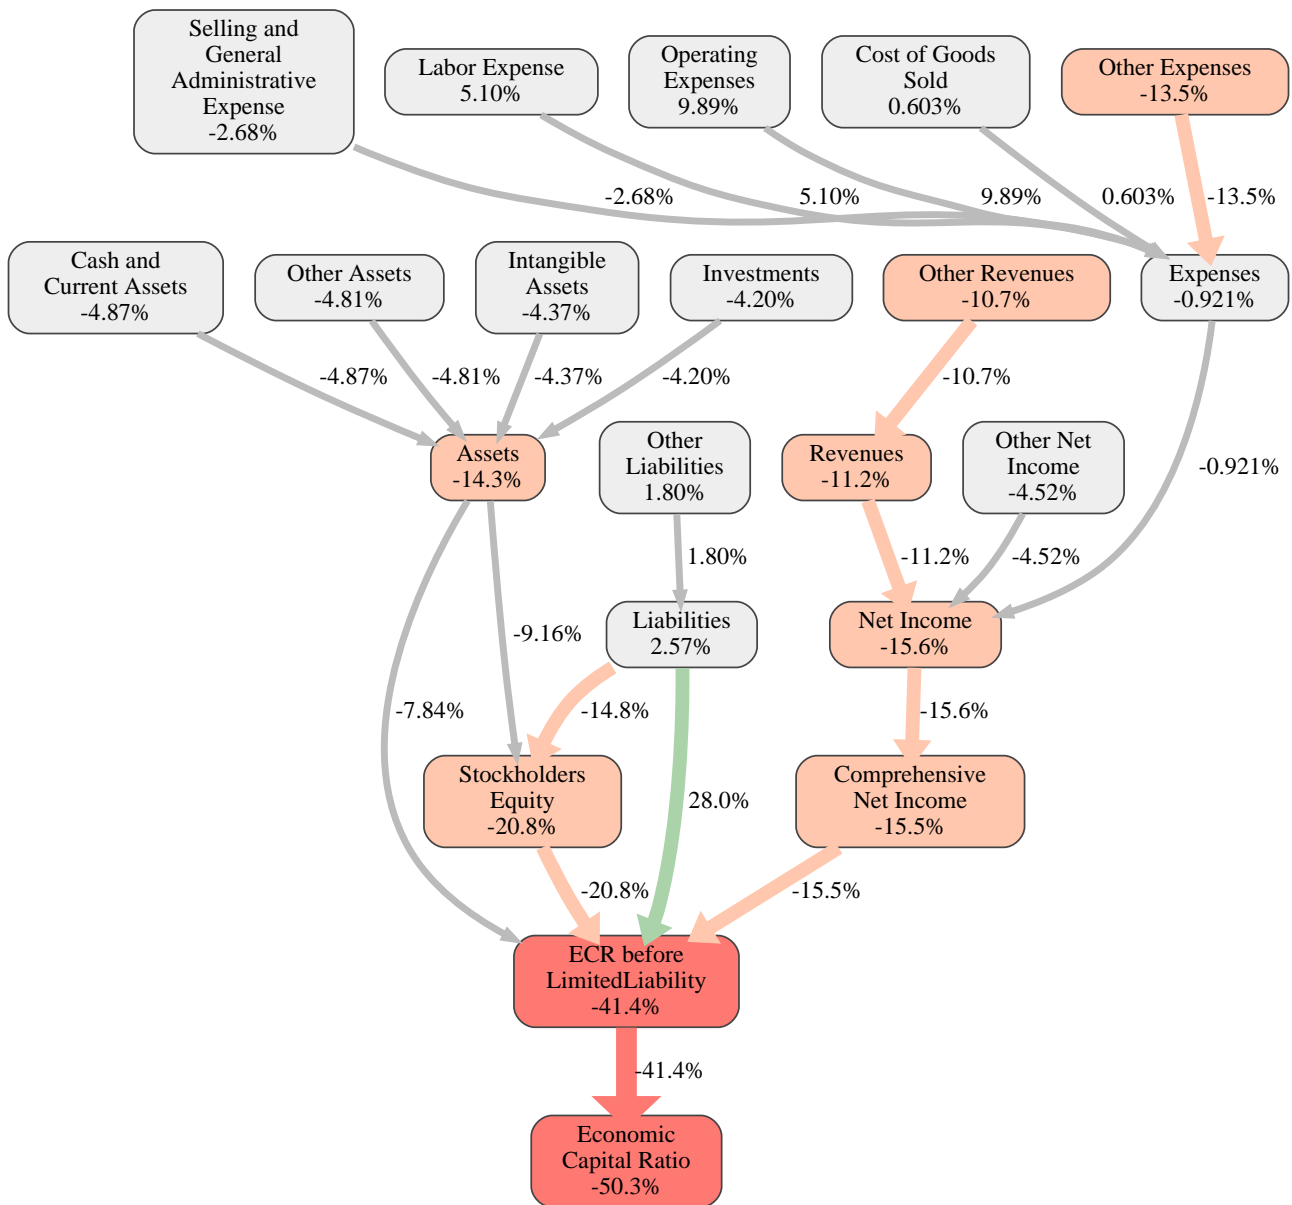 Selling and
General
Administrative
Expense
-2.68%
Labor Expense
5.10%
Operating
Expenses
9.89%
Cost of Goods
Sold
0.603%
Other Expenses
-13.5%
-2.68%
5.10%
9.89%
0.603%
-13.5%
Cash and
Current Assets
-4.87%
Other Assets
-4.81%
Intangible
Assets
-4.37%
Investments
-4.20%
Other Revenues
-10.7%
Expenses
-0.921%
-4.87%
-4.81%
-4.37%
-4.20%
-10.7%
Assets
-14.3%
Other
Liabilities
1.80%
Revenues
-11.2%
Other Net
Income
-4.52%
-0.921%
1.80%
-11.2%
-4.52%
Liabilities
2.57%
Net Income
-15.6%
-9.16%
-7.84%
-14.8%
-15.6%
Stockholders
Equity
-20.8%
28.0%
Comprehensive
Net Income
-15.5%
-20.8%
-15.5%
ECR before
LimitedLiability
-41.4%
-41.4%
Economic
Capital Ratio
-50.3%